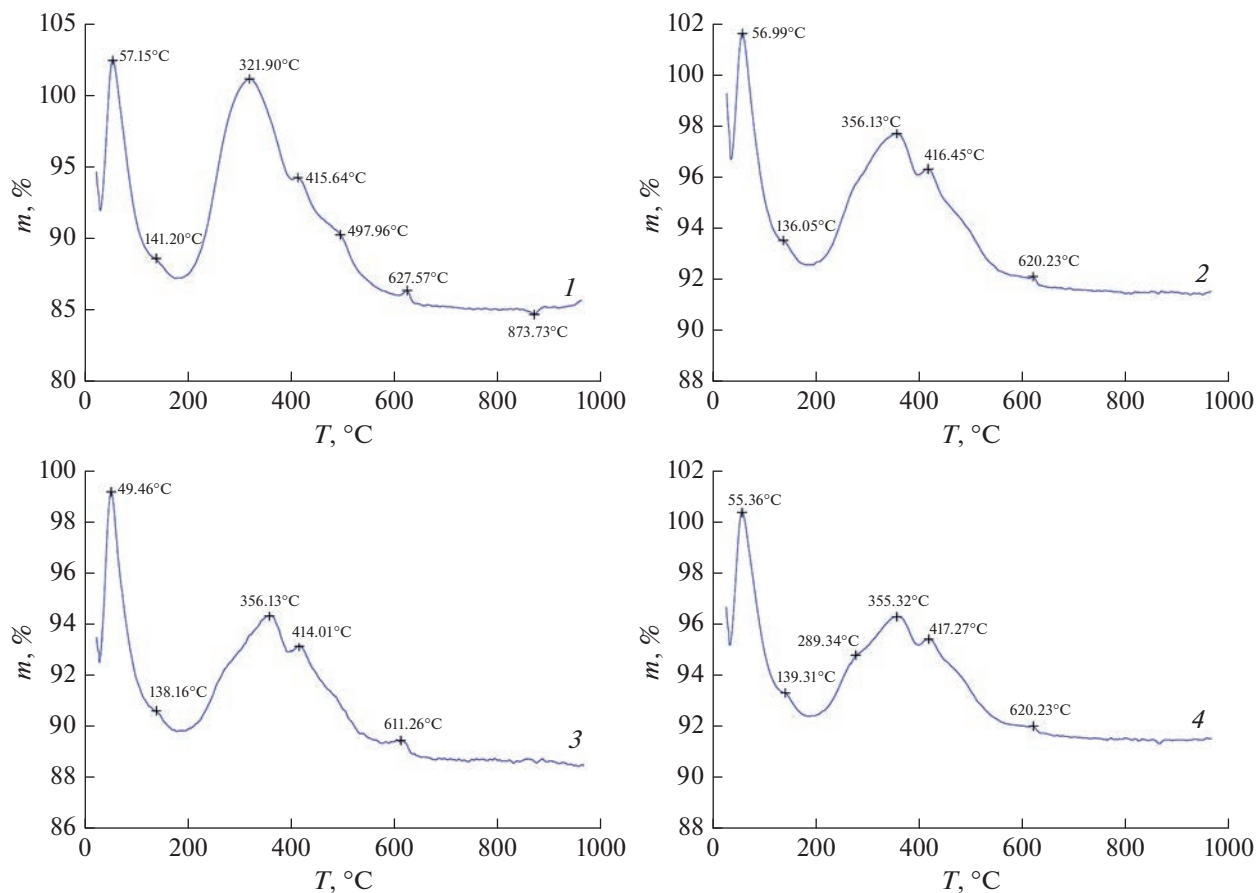 105
100
95
90
85
80
m, %
57.15°C
141.20°C
321.90°C
415.64°C
497.96°C
627.57°C
873.73°C
1
0 200 400 600 800 1000
T, °C
102
100
98
96
94
92
90
88
m, %
56.99°C
136.05°C
356.13°C
416.45°C
620.23°C
2
0 200 400 600 800 1000
T, °C
100
98
96
94
92
90
88
86
m, %
49.46°C
138.16°C
356.13°C
414.01°C
611.26°C
3
0 200 400 600 800 1000
T, °C
102
100
98
96
94
92
90
88
m, %
55.36°C
139.31°C
289.34°C
355.32°C
417.27°C
620.23°C
4
0 200 400 600 800 1000
T, °C